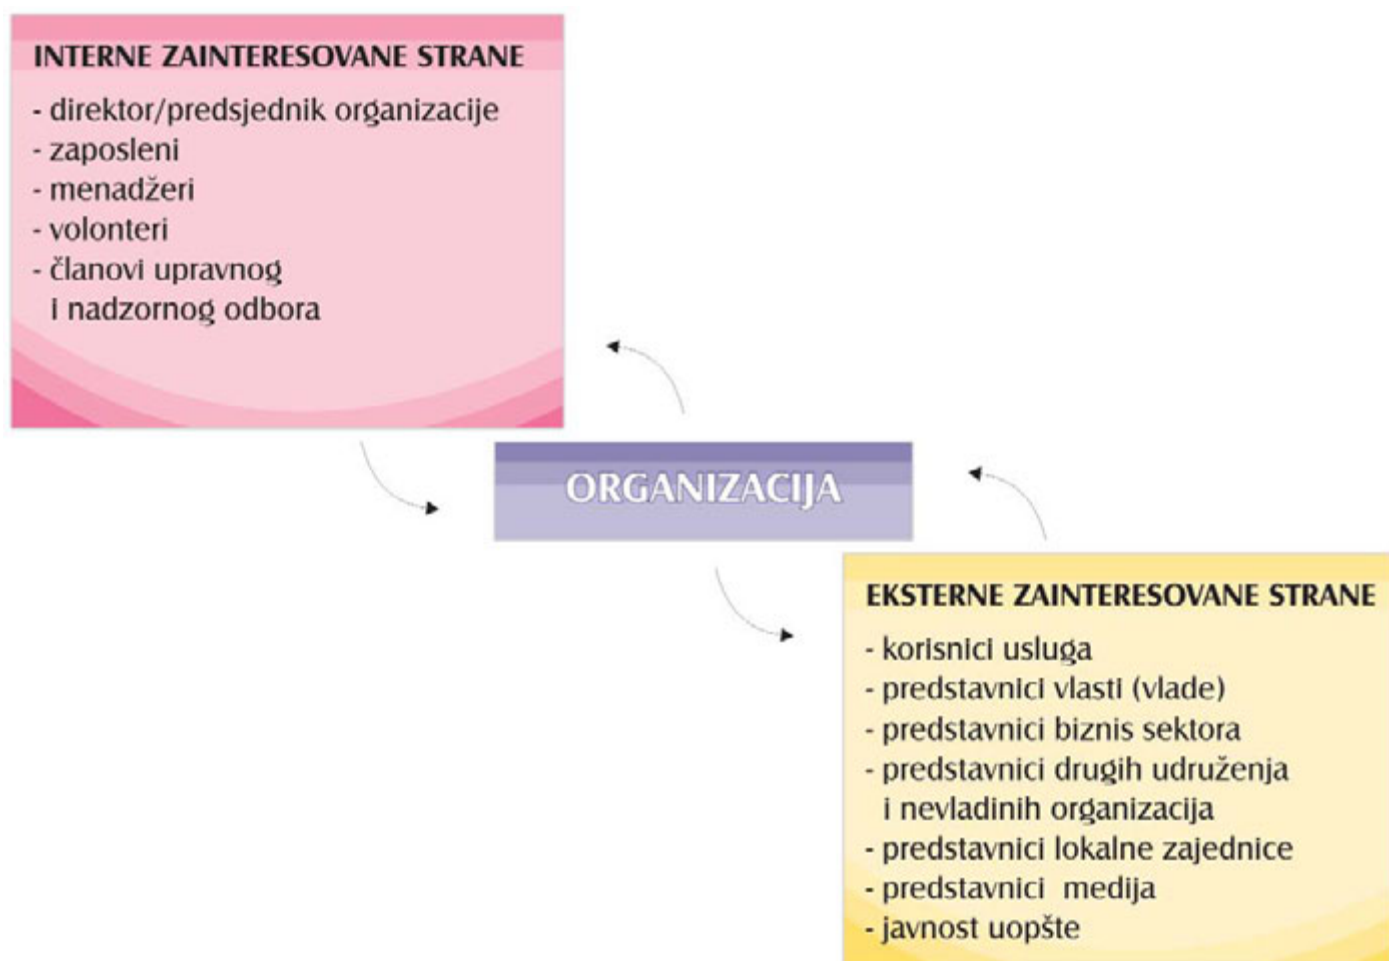 INTERNE ZAINTERESOVANE STRANE
- direktor/predsjednik organizacije
- zaposleni
- menadžeri
- volonteri
- članovi upravnog
i nadzornog odbora
ORGANIZACIJA
EKSTERNE ZAINTERESOVANE STRANE
- korisnici usluga
- predstavnici vlasti (vlade)
- predstavnici biznis sektora
- predstavnici drugih udruženja
i nevladinih organizacija
- predstavnici lokalne zajednice
- predstavnici  medija
- javnost uopšte